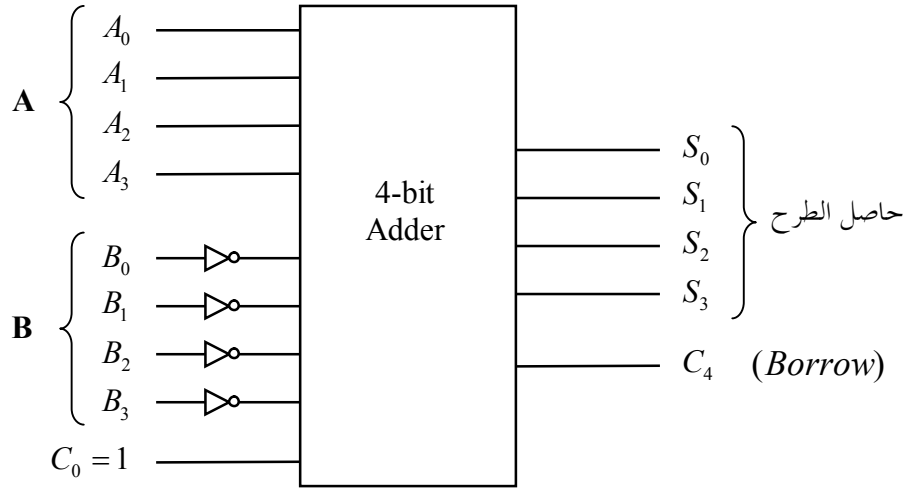 A
A₀
A₁
A₂
A₃
B
B₀
B₁
B₂
B₃
C₀ = 1
4-bit
Adder
S₀
S₁
S₂
S₃
حاصل الطرح
C₄ (Borrow)